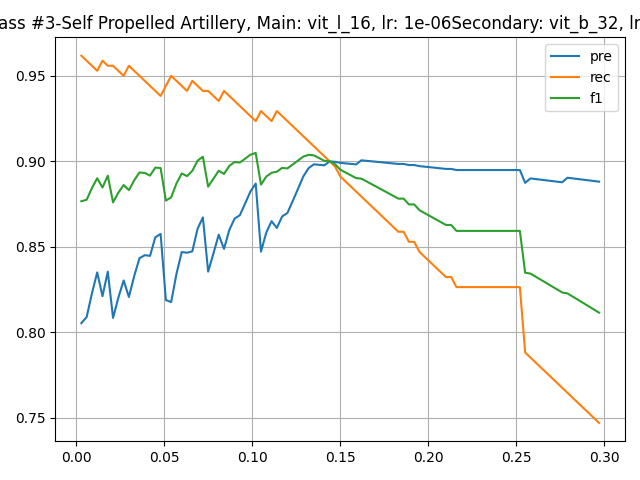 ass #3-Self Propelled Artillery, Main: vit_l_16, lr: 1e-06Secondary: vit_b_32, lr
pre
rec
f1
0.95
0.90
0.85
0.80
0.75
0.00 0.05 0.10 0.15 0.20 0.25 0.30